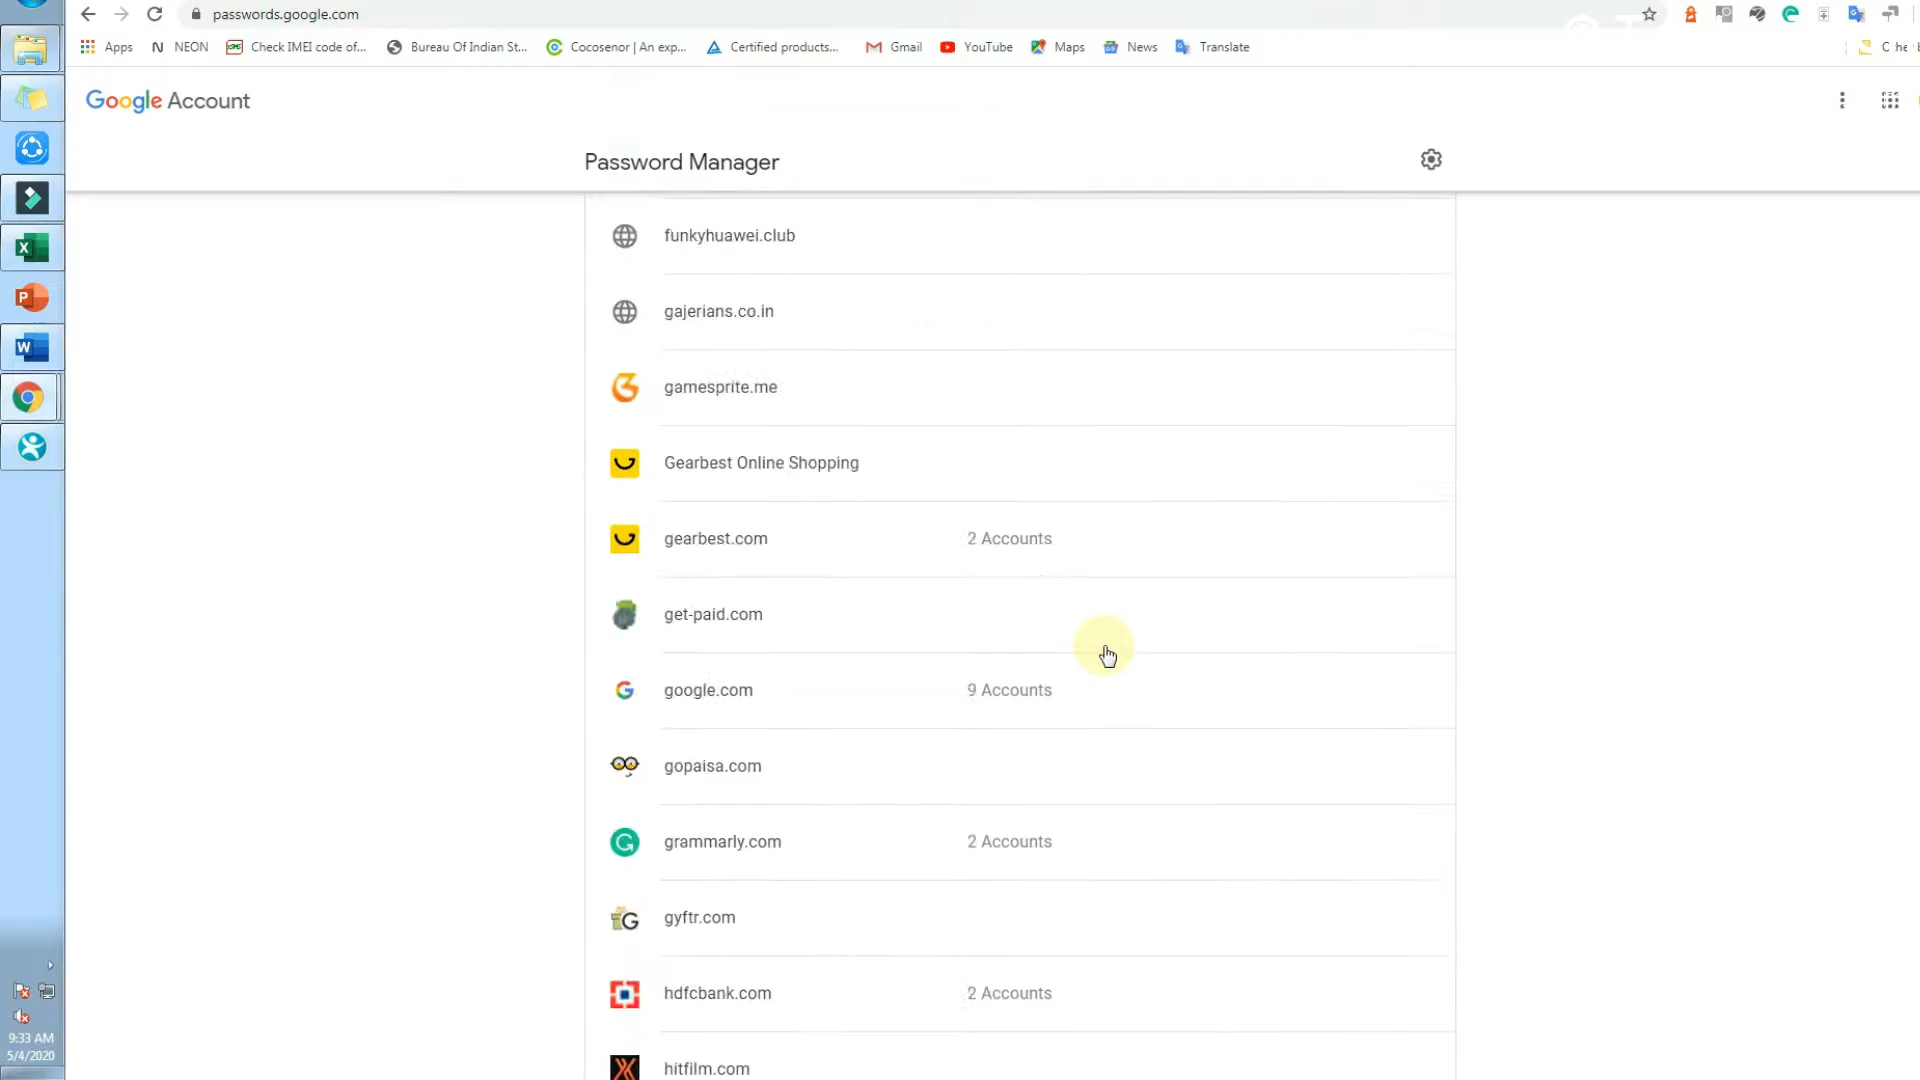 passwords.google.com
Apps
NEON
Check IMEI code of...
Bureau Of Indian St...
Cocosenor | An exp...
Certified products...
Gmail
YouTube
Maps
News
Translate
Google Account
Password Manager
funkyhuawei.club
gajerians.co.in
gamesprite.me
Gearbest Online Shopping
gearbest.com 2 Accounts
get-paid.com
google.com 9 Accounts
gopaisa.com
grammarly.com 2 Accounts
gyftr.com
hdfcbank.com 2 Accounts
hitfilm.com
9:33 AM
5/4/2020